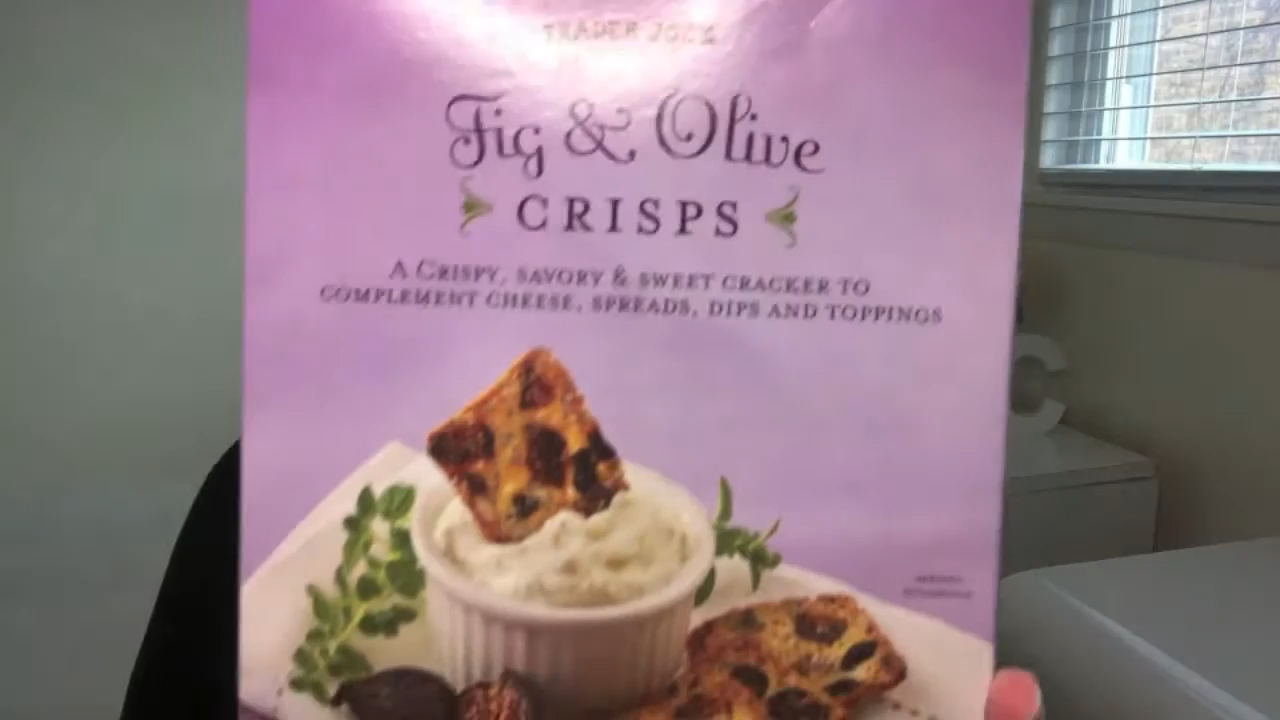 TRADER JOE'S
Fig & Olive
CRISPS
A CRISPY, SAVORY & SWEET CRACKER TO
COMPLEMENT CHEESE, SPREADS, DIPS AND TOPPINGS
C